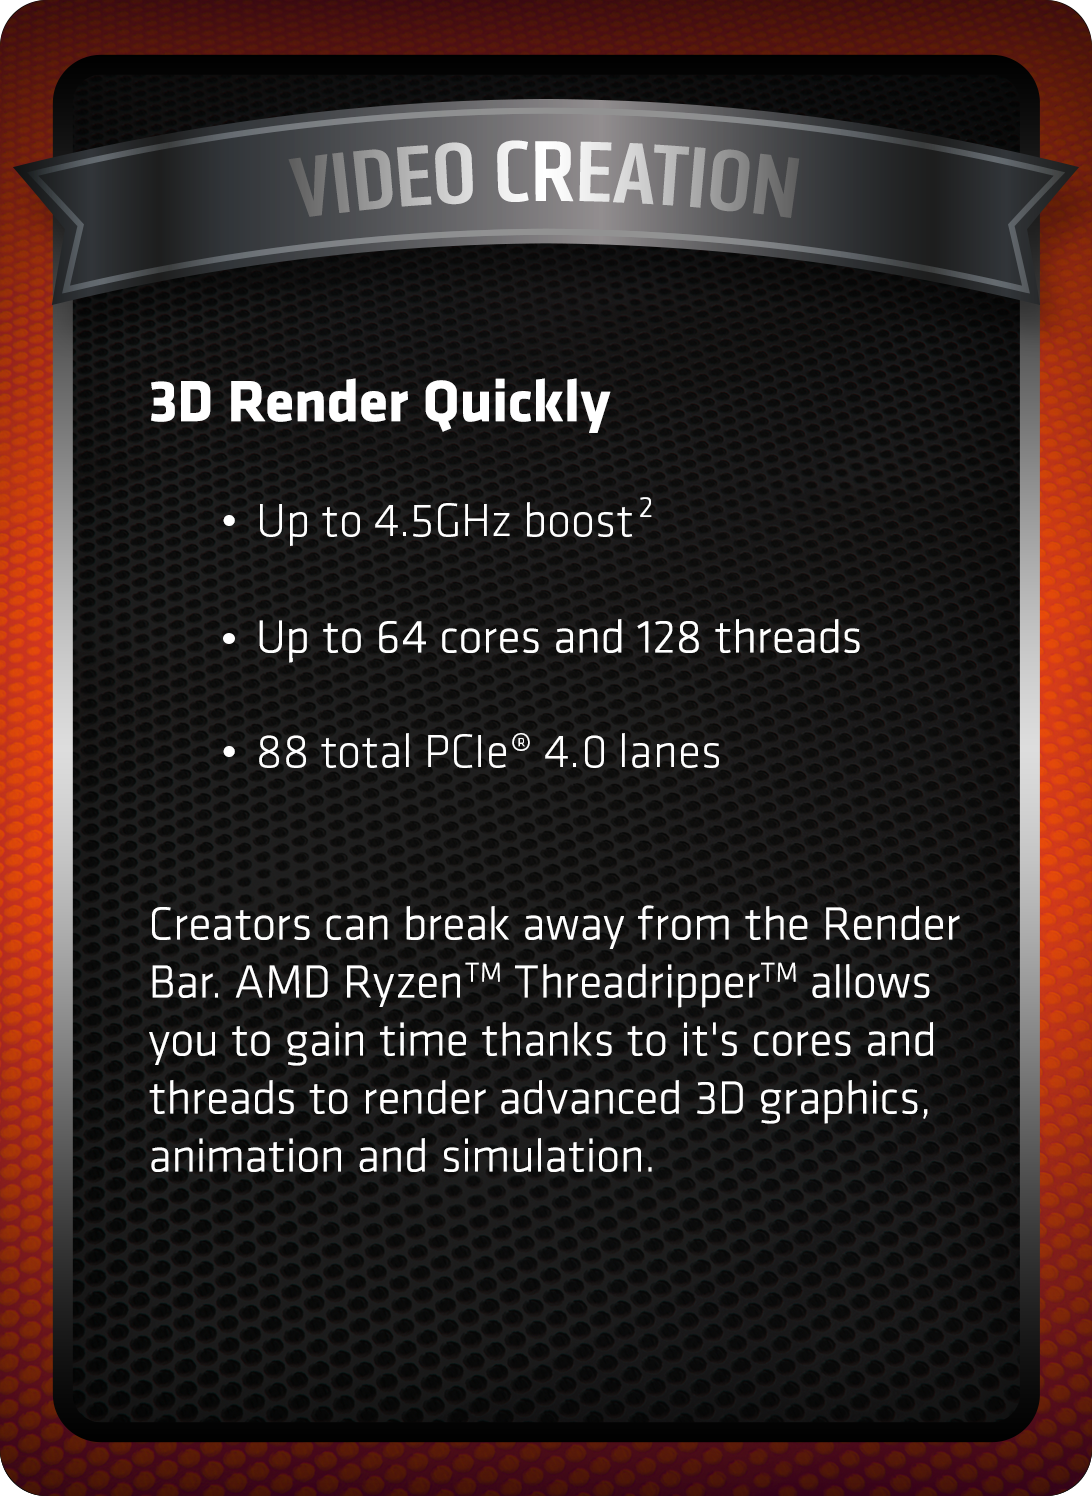 VIDEO CREATION
3D Render Quickly
• Up to 4.5GHz boost²
• Up to 64 cores and 128 threads
• 88 total PCIe® 4.0 lanes
Creators can break away from the Render
Bar. AMD Ryzen™ Threadripper™ allows
you to gain time thanks to it's cores and
threads to render advanced 3D graphics,
animation and simulation.